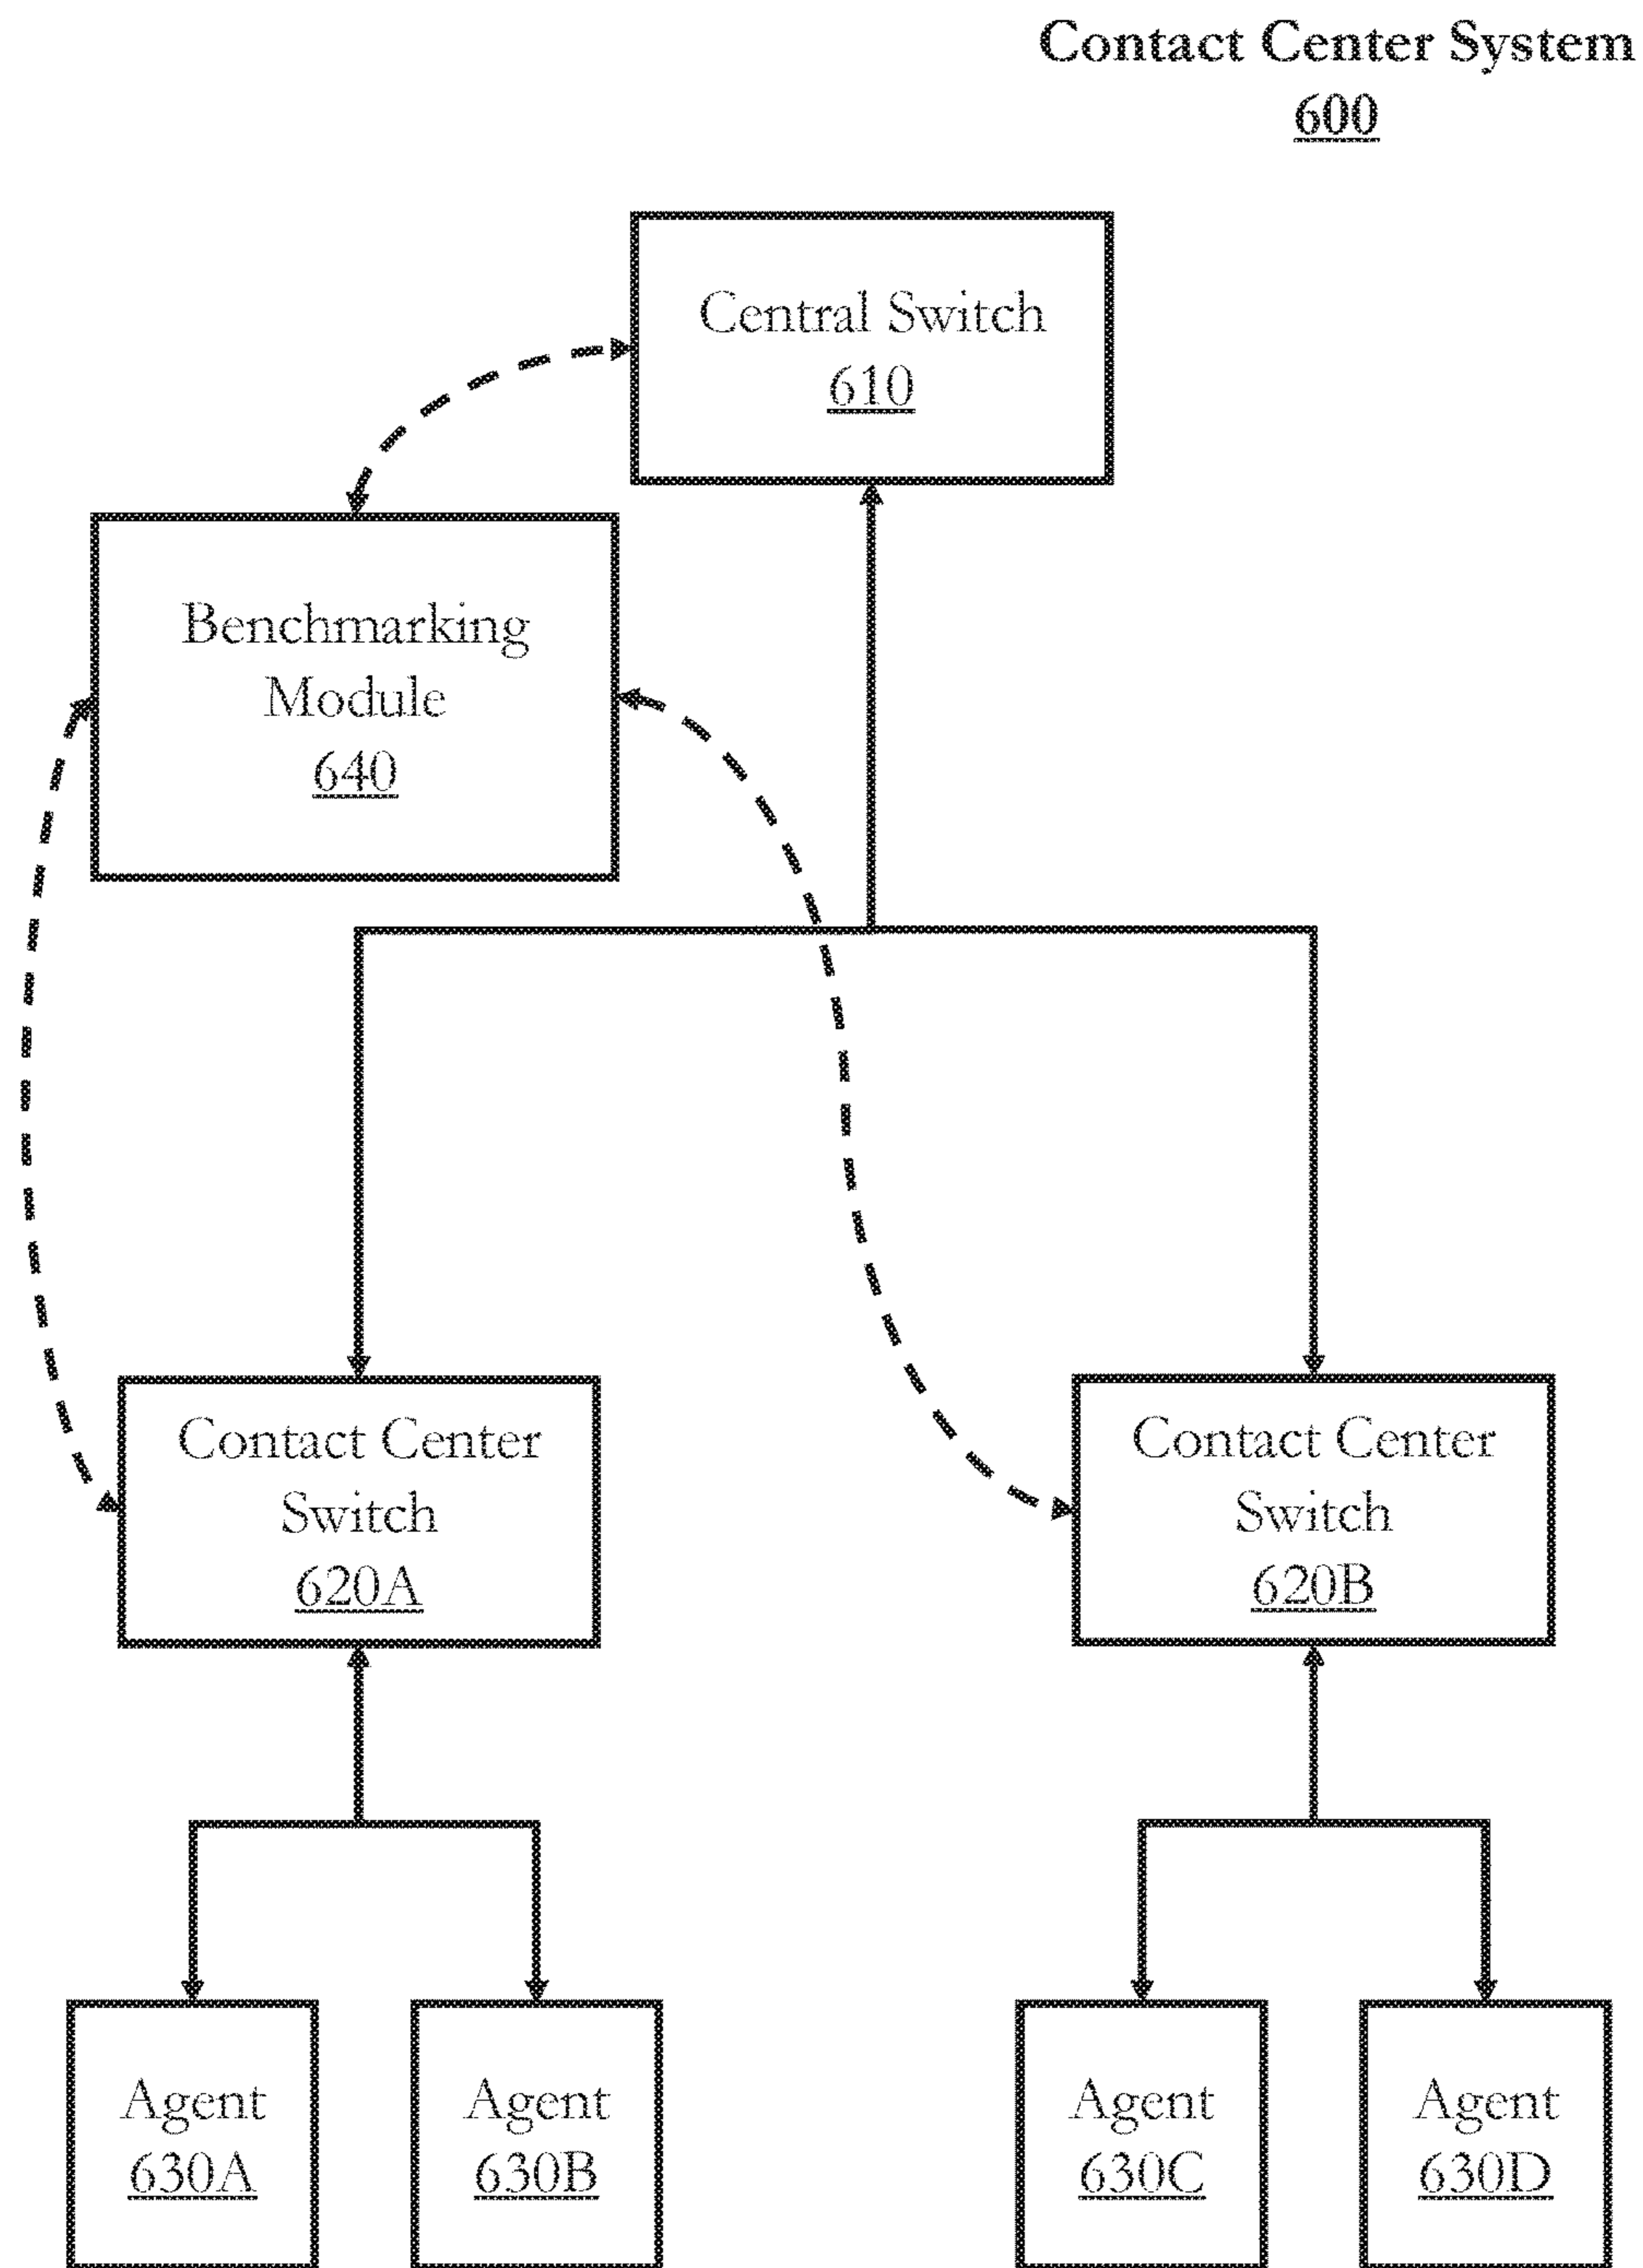 Contact Center System
600
Central Switch
610
Benchmarking
Module
640
Contact Center
Switch
620A
Contact Center
Switch
620B
Agent
630A
Agent
630B
Agent
630C
Agent
630D